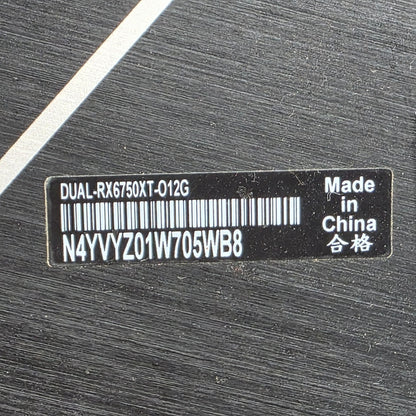 DUAL-RX6750XT-O12G
N4YVYZ01W705WB8
Made
in
China
合格